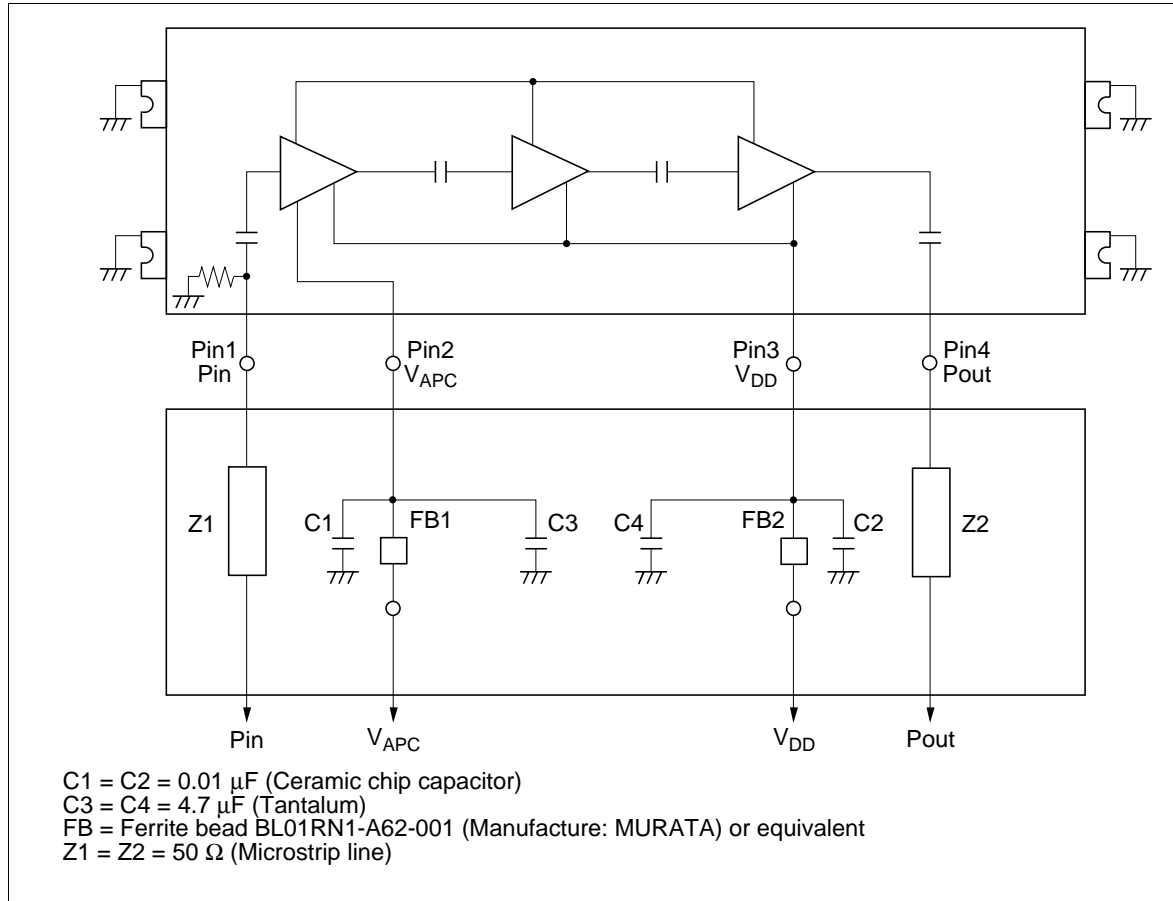 Pin1
Pin
Pin2
VAPC
Pin3
VDD
Pin4
Pout
Z1
C1
FB1
C3
C4
FB2
C2
Z2
Pin
VAPC
VDD
Pout
C1 = C2 = 0.01 μF (Ceramic chip capacitor)
C3 = C4 = 4.7 μF (Tantalum)
FB = Ferrite bead BL01RN1-A62-001 (Manufacture: MURATA) or equivalent
Z1 = Z2 = 50 Ω (Microstrip line)